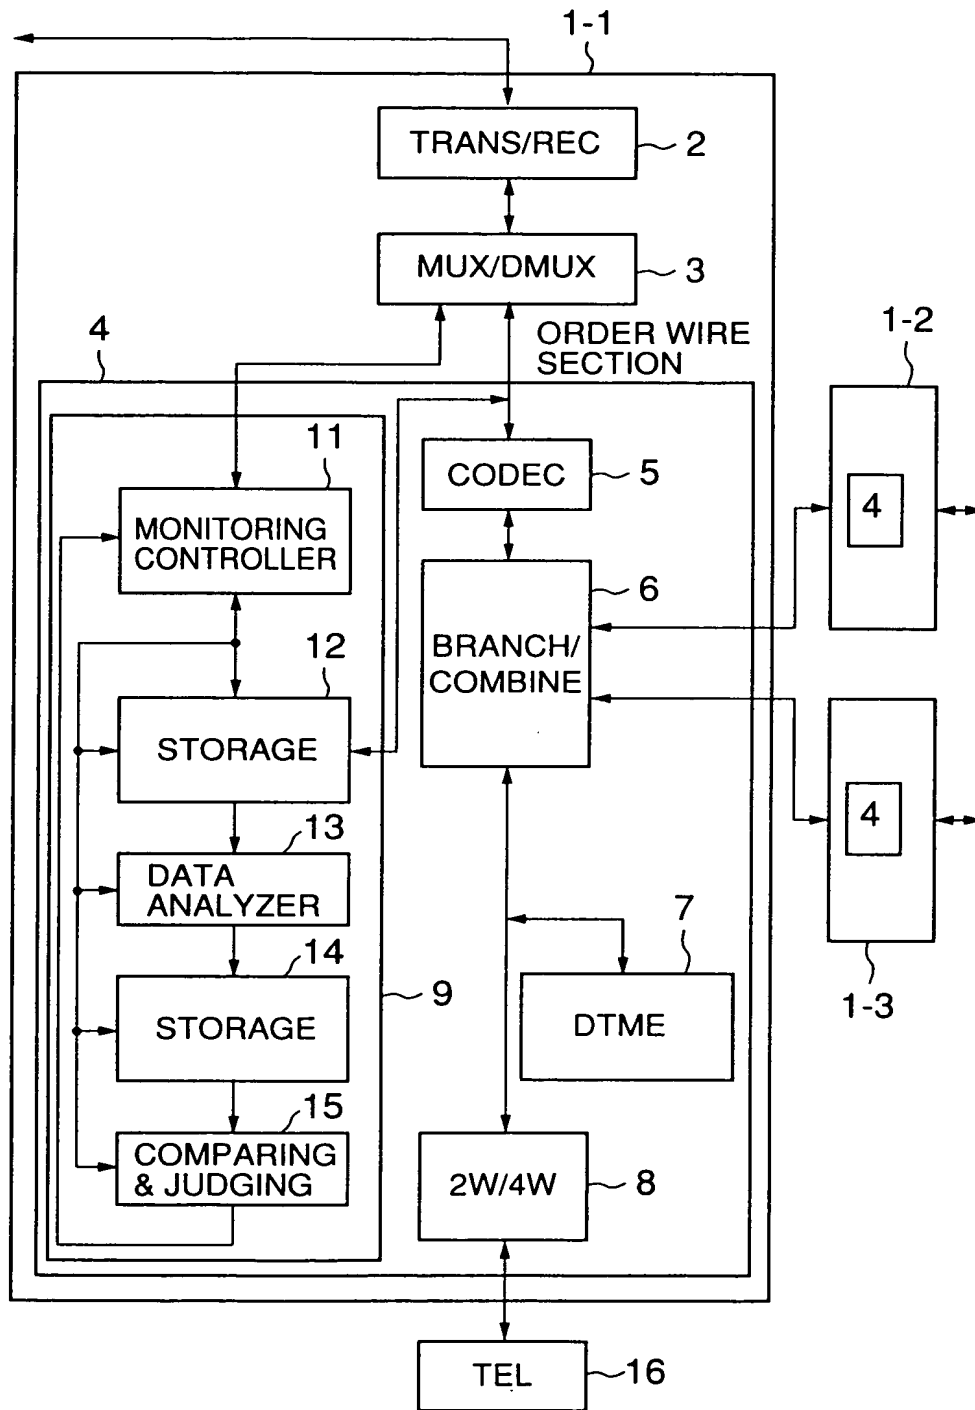 1-1
TRANS/REC
2
MUX/DMUX
3
4
ORDER WIRE
SECTION
1-2
11
CODEC
5
4
MONITORING
CONTROLLER
6
12
BRANCH/
COMBINE
STORAGE
4
13
DATA
ANALYZER
7
14
9
1-3
STORAGE
DTME
15
COMPARING
& JUDGING
2W/4W
8
TEL
16